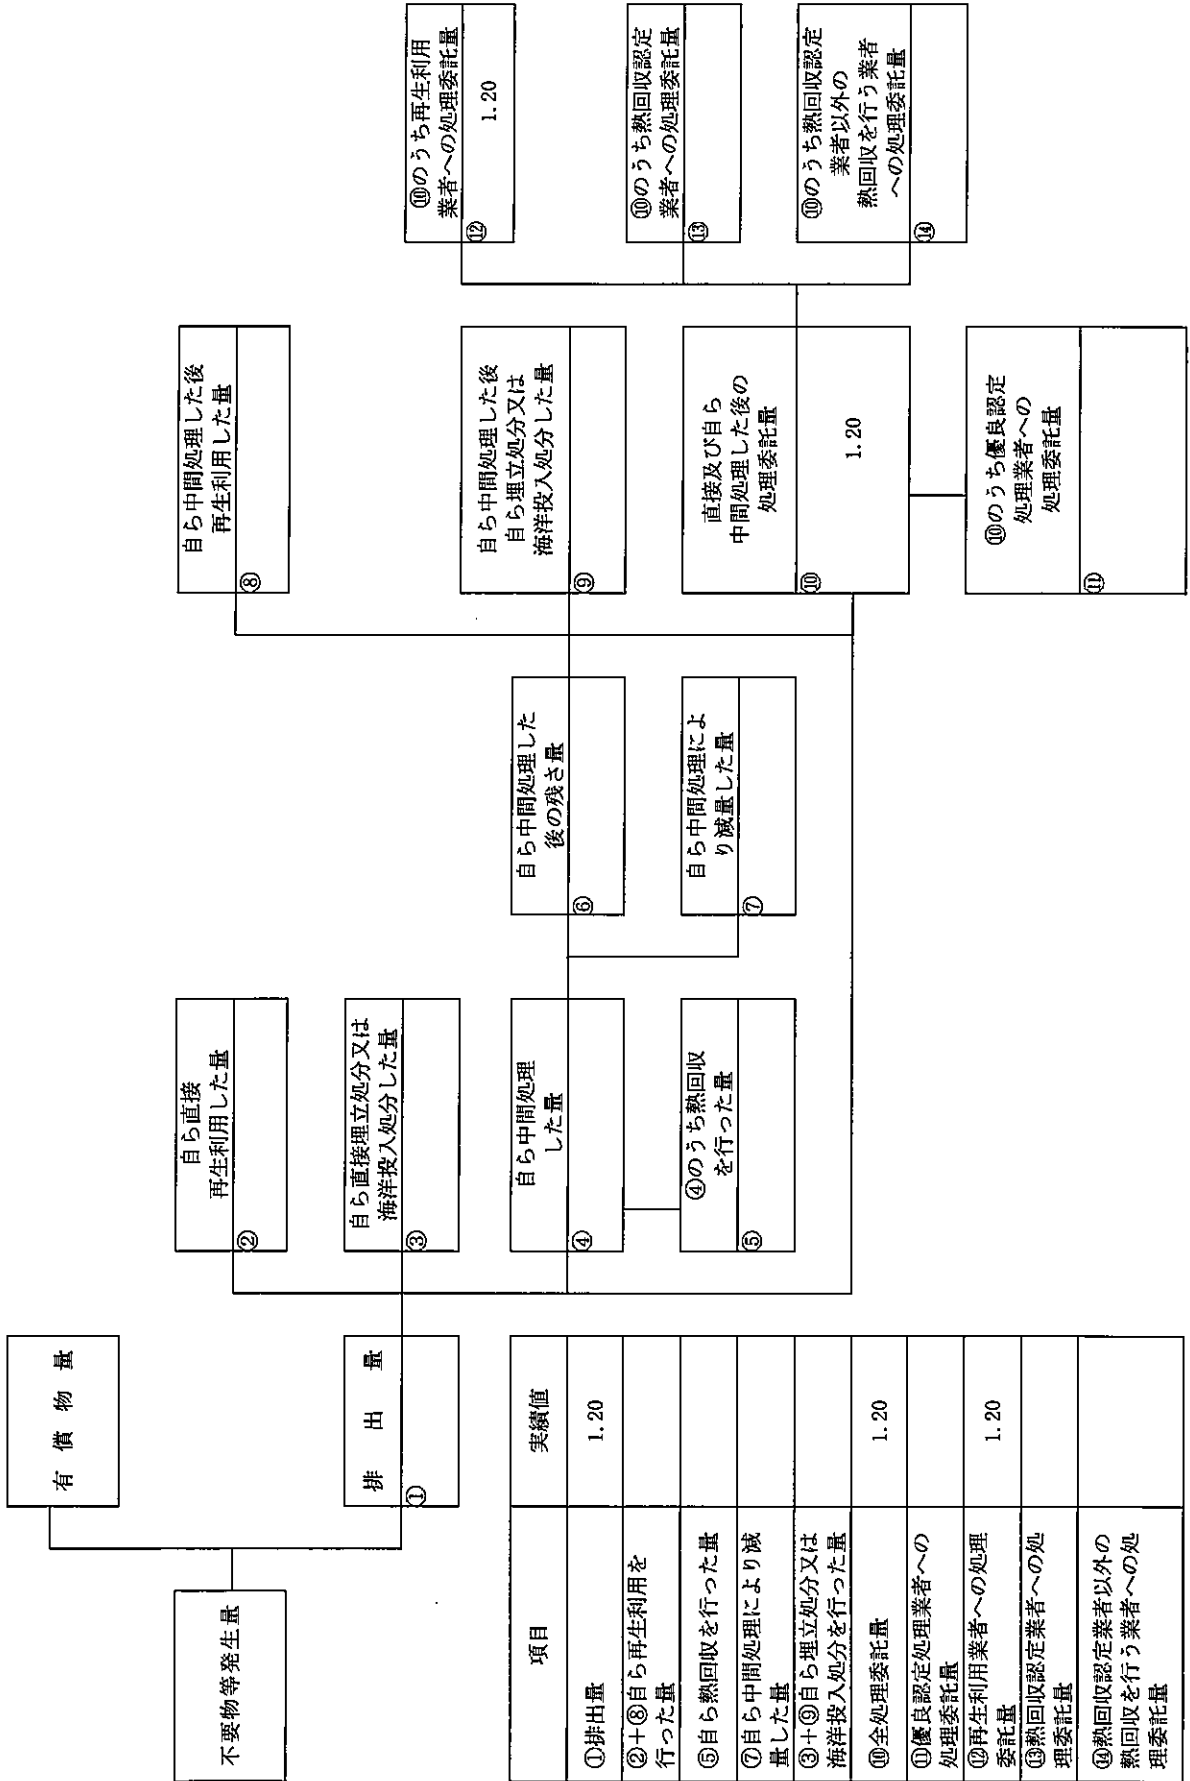 不要物等発生量
有償物量
排出量
①
自ら直接
再生利用した量
②
自ら直接埋立処分又は
海洋投入処分した量
③
自ら中間処理
した量
④
④のうち熱回収
を行った量
⑤
自ら中間処理した
後の残さ量
⑥
自ら中間処理によ
り減量した量
⑦
自ら中間処理した後
再生利用した量
⑧
自ら中間処理した後
自ら埋立処分又は
海洋投入処分した量
⑨
直接及び自ら
中間処理した後の
処理委託量
⑩
1.20
⑩のうち優良認定
処理業者への
処理委託量
⑪
⑩のうち再生利用
業者への処理委託量
⑫
1.20
⑩のうち熱回収認定
業者への処理委託量
⑬
⑩のうち熱回収認定
業者以外の
熱回収を行う業者
への処理委託量
⑭
項目 実績値
①排出量 1.20
②+⑧自ら再生利用を
行った量
⑤自ら熱回収を行った量
⑦自ら中間処理により減
量した量
③+⑨自ら埋立処分又は
海洋投入処分を行った量
⑩全処理委託量 1.20
⑪優良認定処理業者への
処理委託量
⑫再生利用業者への処理
委託量 1.20
⑬熱回収認定業者への処
理委託量
⑭熱回収認定業者以外の
熱回収を行う業者への処
理委託量